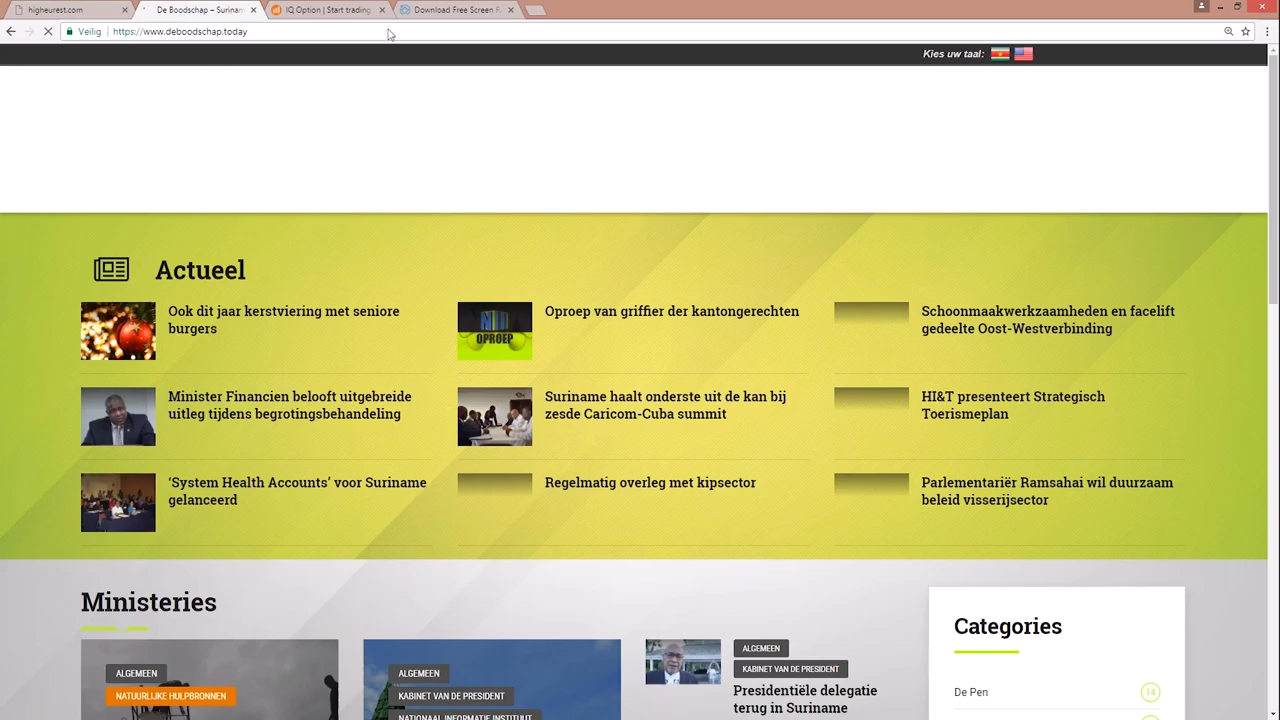 higheurest.com
De Boodschap – Surinam
IQ Option | Start trading
Download Free Screen R
Veilig
https://www.deboodschap.today
Kies uw taal:
Actueel
Ook dit jaar kerstviering met seniore
burgers
OPROEP
Oproep van griffier der kantongerechten
Schoonmaakwerkzaamheden en facelift
gedeelte Oost-Westverbinding
Minister Financien belooft uitgebreide
uitleg tijdens begrotingsbehandeling
Suriname haalt onderste uit de kan bij
zesde Caricom-Cuba summit
HI&T presenteert Strategisch
Toerismeplan
‘System Health Accounts’ voor Suriname
gelanceerd
Regelmatig overleg met kipsector
Parlementariër Ramsahai wil duurzaam
beleid visserijsector
Ministeries
ALGEMEEN
NATUURLIJKE HULPBRONNEN
ALGEMEEN
KABINET VAN DE PRESIDENT
NATIONAAL INFORMATIE INSTITUUT
ALGEMEEN
KABINET VAN DE PRESIDENT
Presidentiële delegatie
terug in Suriname
Categories
De Pen
14